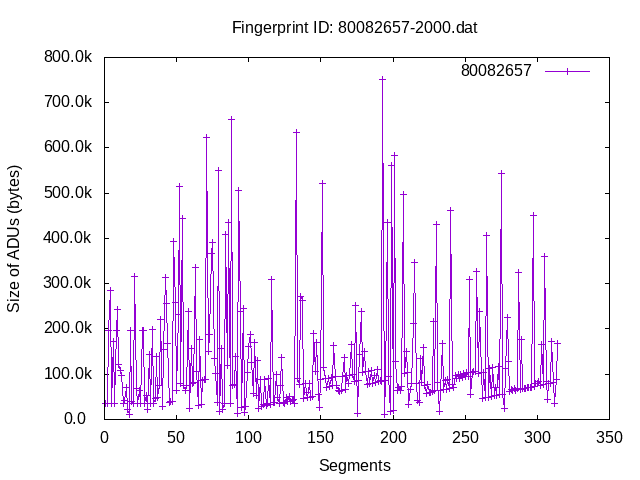 Fingerprint ID: 80082657-2000.dat
80082657
Size of ADUs (bytes)
800.0k
700.0k
600.0k
500.0k
400.0k
300.0k
200.0k
100.0k
0.0
0 50 100 150 200 250 300 350
Segments